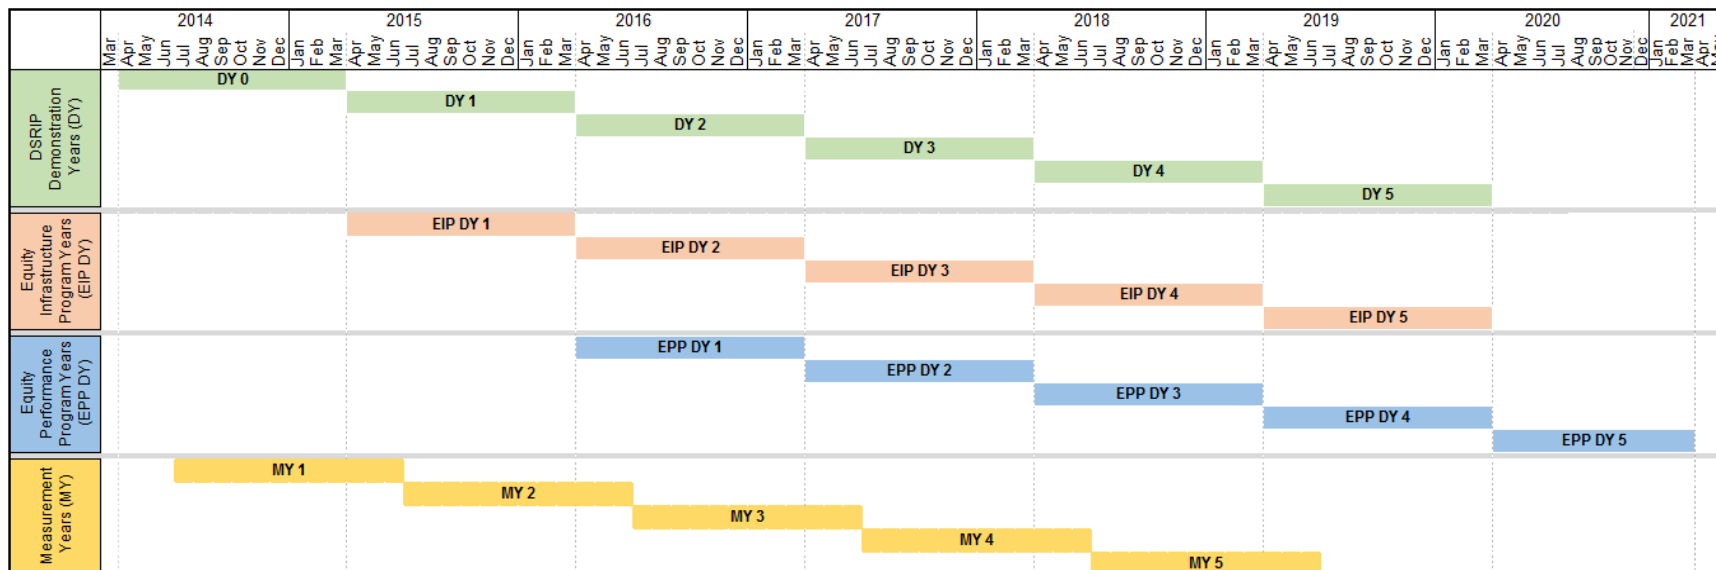 2014 2015 2016 2017 2018 2019 2020 2021
Mar Apr May Jun Jul Aug Sep Oct Nov Dec Jan Feb Mar Apr May Jun Jul Aug Sep Oct Nov Dec Jan Feb Mar Apr May Jun Jul Aug Sep Oct Nov Dec Jan Feb Mar Apr May Jun Jul Aug Sep Oct Nov Dec Jan Feb Mar Apr May Jun Jul Aug Sep Oct Nov Dec Jan Feb Mar Apr May Jun Jul Aug Sep Oct Nov Dec Jan Feb Mar Apr May Jun Jul Aug Sep Oct Nov Dec Jan Feb Mar Apr May
DSRIP
Demonstration
Years (DY)
DY 0
DY 1
DY 2
DY 3
DY 4
DY 5
Equity
Infrastructure
Program Years
(EIP DY)
EIP DY 1
EIP DY 2
EIP DY 3
EIP DY 4
EIP DY 5
Equity
Performance
Program Years
(EPP DY)
EPP DY 1
EPP DY 2
EPP DY 3
EPP DY 4
EPP DY 5
Measurement
Years (MY)
MY 1
MY 2
MY 3
MY 4
MY 5